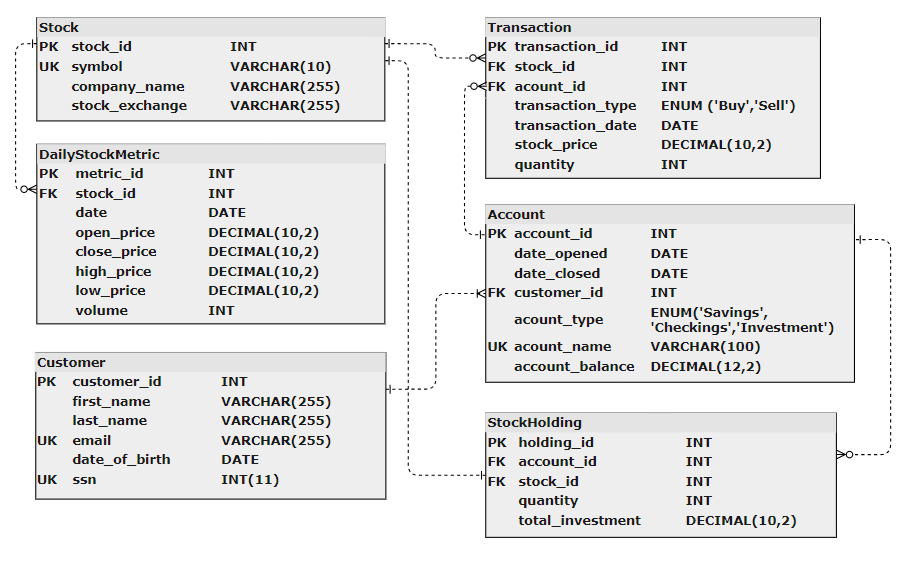 Stock
PK stock_id INT
UK symbol VARCHAR(10)
company_name VARCHAR(255)
stock_exchange VARCHAR(255)
DailyStockMetric
PK metric_id INT
FK stock_id INT
date DATE
open_price DECIMAL(10,2)
close_price DECIMAL(10,2)
high_price DECIMAL(10,2)
low_price DECIMAL(10,2)
volume INT
Customer
PK customer_id INT
first_name VARCHAR(255)
last_name VARCHAR(255)
UK email VARCHAR(255)
date_of_birth DATE
UK ssn INT(11)
Transaction
PK transaction_id INT
FK stock_id INT
FK acount_id INT
transaction_type ENUM ('Buy','Sell')
transaction_date DATE
stock_price DECIMAL(10,2)
quantity INT
Account
PK account_id INT
date_opened DATE
date_closed DATE
FK customer_id INT
acount_type ENUM('Savings',
'Checkings','Investment')
UK acount_name VARCHAR(100)
account_balance DECIMAL(12,2)
StockHolding
PK holding_id INT
FK account_id INT
FK stock_id INT
quantity INT
total_investment DECIMAL(10,2)